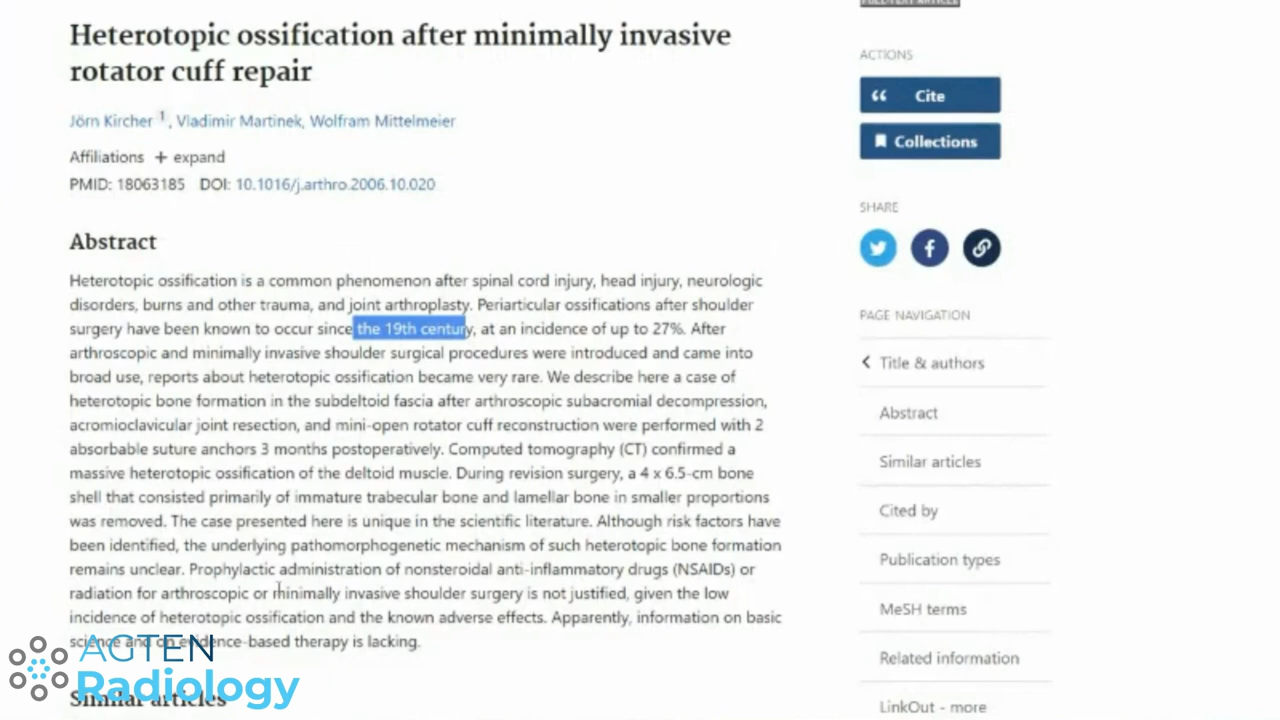 Heterotopic ossification after minimally invasive
rotator cuff repair
Jörn Kircher 1, Vladimir Martinek, Wolfram Mittelmeier
Affiliations + expand
PMID: 18063185 DOI: 10.1016/j.arthro.2006.10.020
Abstract
Heterotopic ossification is a common phenomenon after spinal cord injury, head injury, neurologic
disorders, burns and other trauma, and joint arthroplasty. Periarticular ossifications after shoulder
surgery have been known to occur since the 19th century, at an incidence of up to 27%. After
arthroscopic and minimally invasive shoulder surgical procedures were introduced and came into
broad use, reports about heterotopic ossification became very rare. We describe here a case of
heterotopic bone formation in the subdeltoid fascia after arthroscopic subacromial decompression,
acromioclavicular joint resection, and mini-open rotator cuff reconstruction were performed with 2
absorbable suture anchors 3 months postoperatively. Computed tomography (CT) confirmed a
massive heterotopic ossification of the deltoid muscle. During revision surgery, a 4 x 6.5-cm bone
shell that consisted primarily of immature trabecular bone and lamellar bone in smaller proportions
was removed. The case presented here is unique in the scientific literature. Although risk factors have
been identified, the underlying pathomorphogenetic mechanism of such heterotopic bone formation
remains unclear. Prophylactic administration of nonsteroidal anti-inflammatory drugs (NSAIDs) or
radiation for arthroscopic or minimally invasive shoulder surgery is not justified, given the low
incidence of heterotopic ossification and the known adverse effects. Apparently, information on basic
science and on evidence-based therapy is lacking.
Similar articles
AGTEN
Radiology
FULL-TEXT ARTICLE
ACTIONS
Cite
Collections
SHARE
PAGE NAVIGATION
Title & authors
Abstract
Similar articles
Cited by
Publication types
MeSH terms
Related information
LinkOut - more